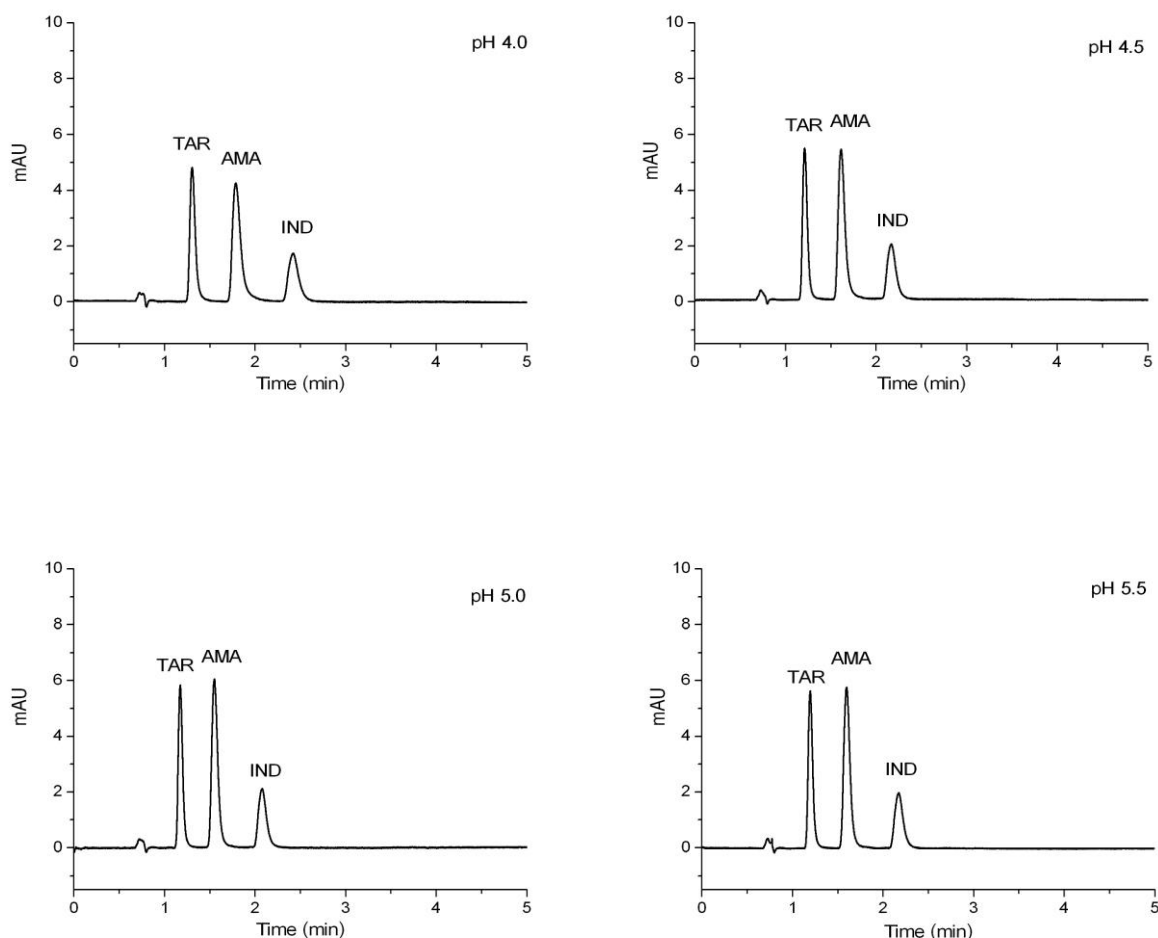 10
8
6
4
2
0
mAU
pH 4.0
TAR
AMA
IND
0 1 2 3 4 5
Time (min)
10
8
6
4
2
0
mAU
pH 4.5
TAR AMA
IND
0 1 2 3 4 5
Time (min)
10
8
6
4
2
0
mAU
pH 5.0
TAR
AMA
IND
0 1 2 3 4 5
Time (min)
10
8
6
4
2
0
mAU
pH 5.5
AMA
TAR
IND
0 1 2 3 4 5
Time (min)